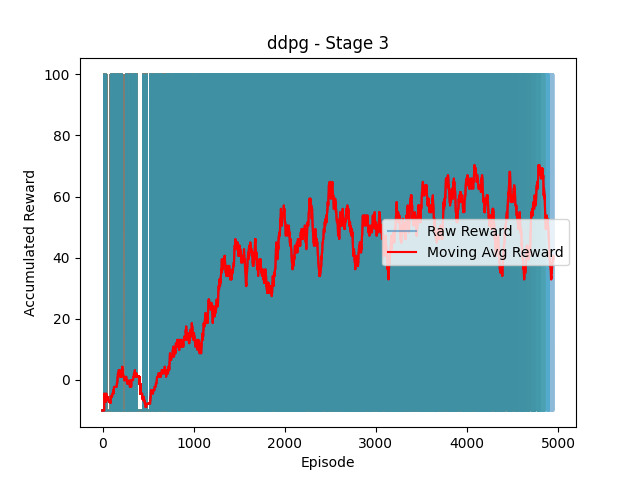 ddpg - Stage 3
100
80
60
40
20
0
Accumulated Reward
Raw Reward
Moving Avg Reward
0 1000 2000 3000 4000 5000
Episode